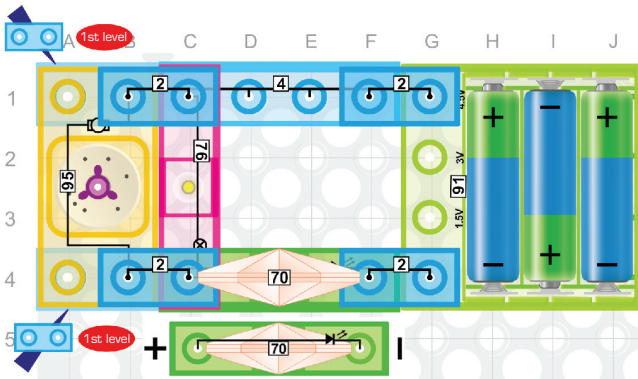 1st level
A B C D E F G H I J
1 2 4 2 4.5V + − +
95 76
2 3V
91
3 1.5V
4 2 70 2 − + −
5 1st level + 70 −